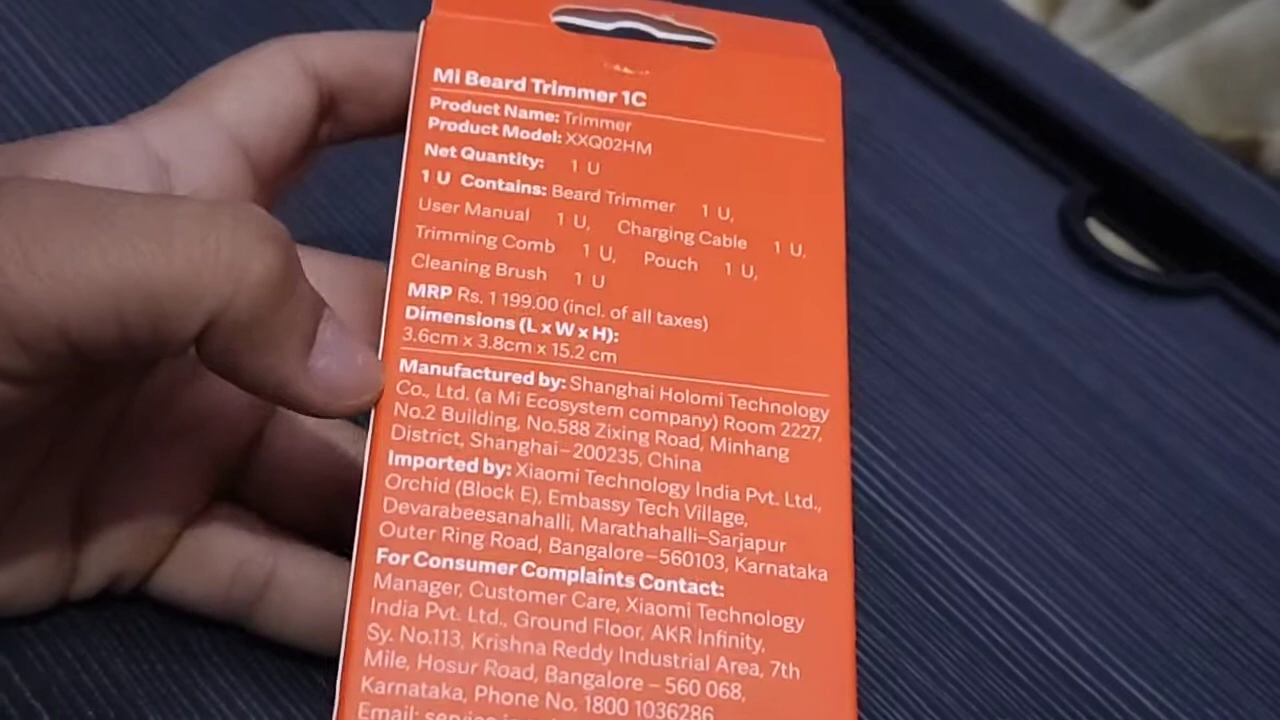 Mi Beard Trimmer 1C
Product Name: Trimmer
Product Model: XXQ02HM
Net Quantity: 1 U
1 U Contains: Beard Trimmer 1 U,
User Manual 1 U, Charging Cable 1 U,
Trimming Comb 1 U, Pouch 1 U,
Cleaning Brush 1 U
MRP Rs. 1199.00 (incl. of all taxes)
Dimensions (L x W x H):
3.6cm x 3.8cm x 15.2 cm
Manufactured by: Shanghai Holomi Technology
Co., Ltd. (a Mi Ecosystem company) Room 2227,
No.2 Building, No.588 Zixing Road, Minhang
District, Shanghai-200235, China
Imported by: Xiaomi Technology India Pvt. Ltd.,
Orchid (Block E), Embassy Tech Village,
Devarabeesanahalli, Marathahalli–Sarjapur
Outer Ring Road, Bangalore–560103, Karnataka
For Consumer Complaints Contact:
Manager, Customer Care, Xiaomi Technology
India Pvt. Ltd., Ground Floor, AKR Infinity,
Sy. No.113, Krishna Reddy Industrial Area, 7th
Mile, Hosur Road, Bangalore – 560 068,
Karnataka, Phone No. 1800 1036286
Email: